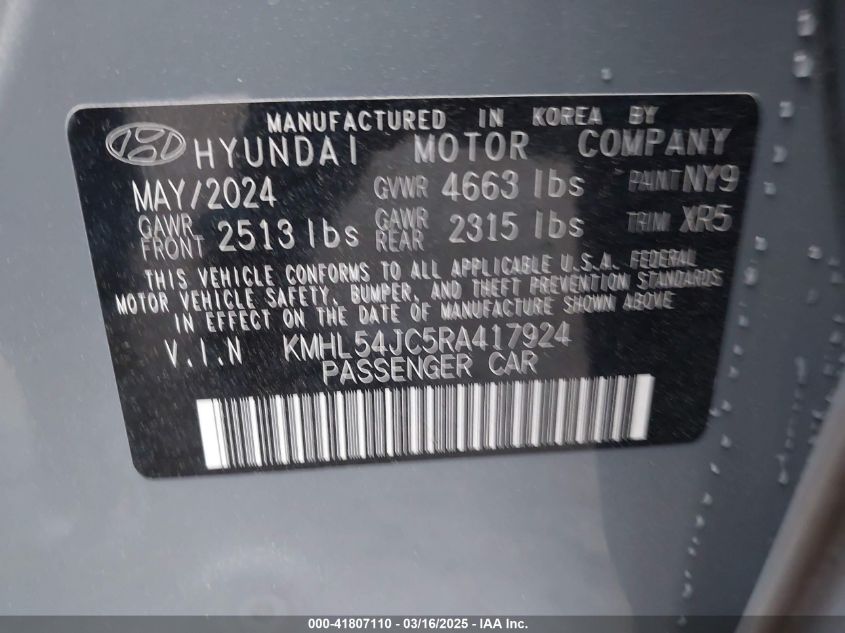 MANUFACTURED IN KOREA BY
HYUNDAI MOTOR COMPANY
MAY/2024 GVWR 4663 lbs PAINT NY9
GAWR FRONT 2513 lbs GAWR REAR 2315 lbs TRIM XR5
THIS VEHICLE CONFORMS TO ALL APPLICABLE U.S.A. FEDERAL
MOTOR VEHICLE SAFETY, BUMPER, AND THEFT PREVENTION STANDARDS
IN EFFECT ON THE DATE OF MANUFACTURE SHOWN ABOVE
V.I.N KMHL54JC5RA417924
PASSENGER CAR
000-41807110 - 03/16/2025 - IAA Inc.